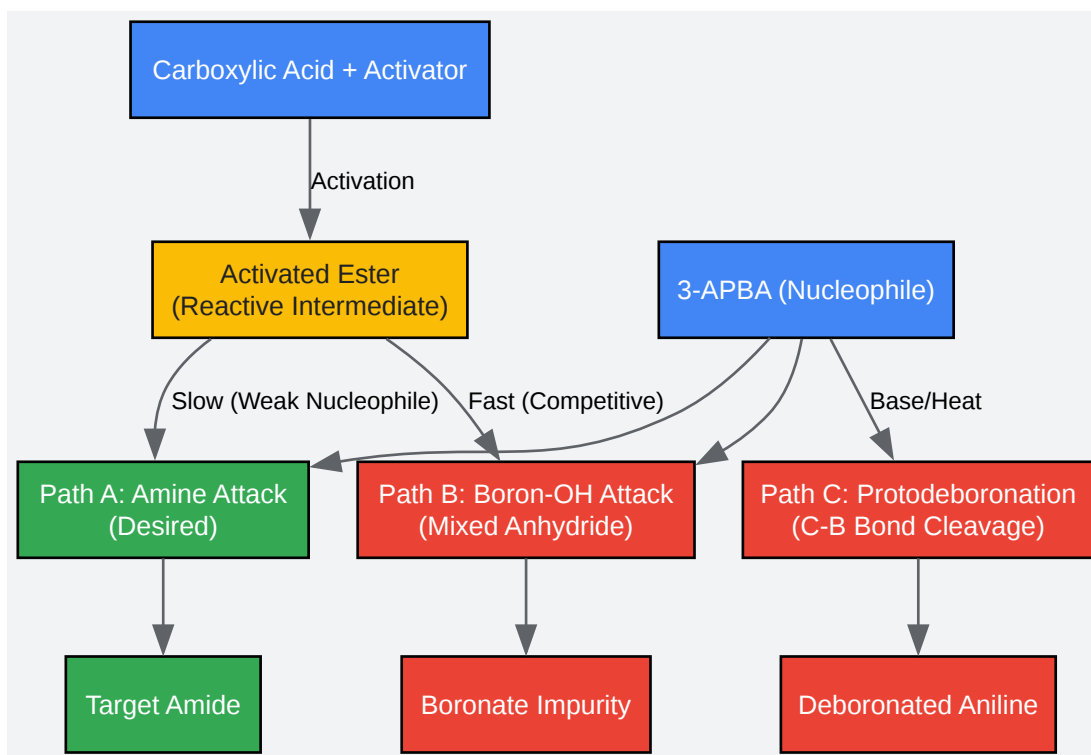 Carboxylic Acid + Activator
Activation
Activated Ester
(Reactive Intermediate)
3-APBA (Nucleophile)
Slow (Weak Nucleophile)
Fast (Competitive)
Base/Heat
Path A: Amine Attack
(Desired)
Path B: Boron-OH Attack
(Mixed Anhydride)
Path C: Protodeboronation
(C-B Bond Cleavage)
Target Amide
Boronate Impurity
Deboronated Aniline